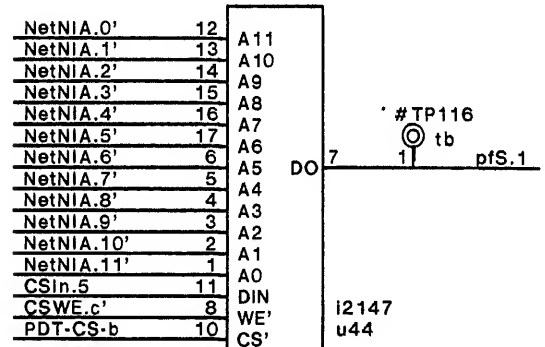 NetNIA.0' 12 A11
NetNIA.1' 13 A10
NetNIA.2' 14 A9
NetNIA.3' 15 A8
NetNIA.4' 16 A7
NetNIA.5' 17 A6
NetNIA.6' 6 A5
NetNIA.7' 5 A4
NetNIA.8' 4 A3
NetNIA.9' 3 A2
NetNIA.10' 2 A1
NetNIA.11' 1 A0
CSIn.5 11 DIN
CSWE.c' 8 WE'
PDT-CS-b 10 CS'
#TP116
tb
DO 7 1 pfS.1
i2147
u44